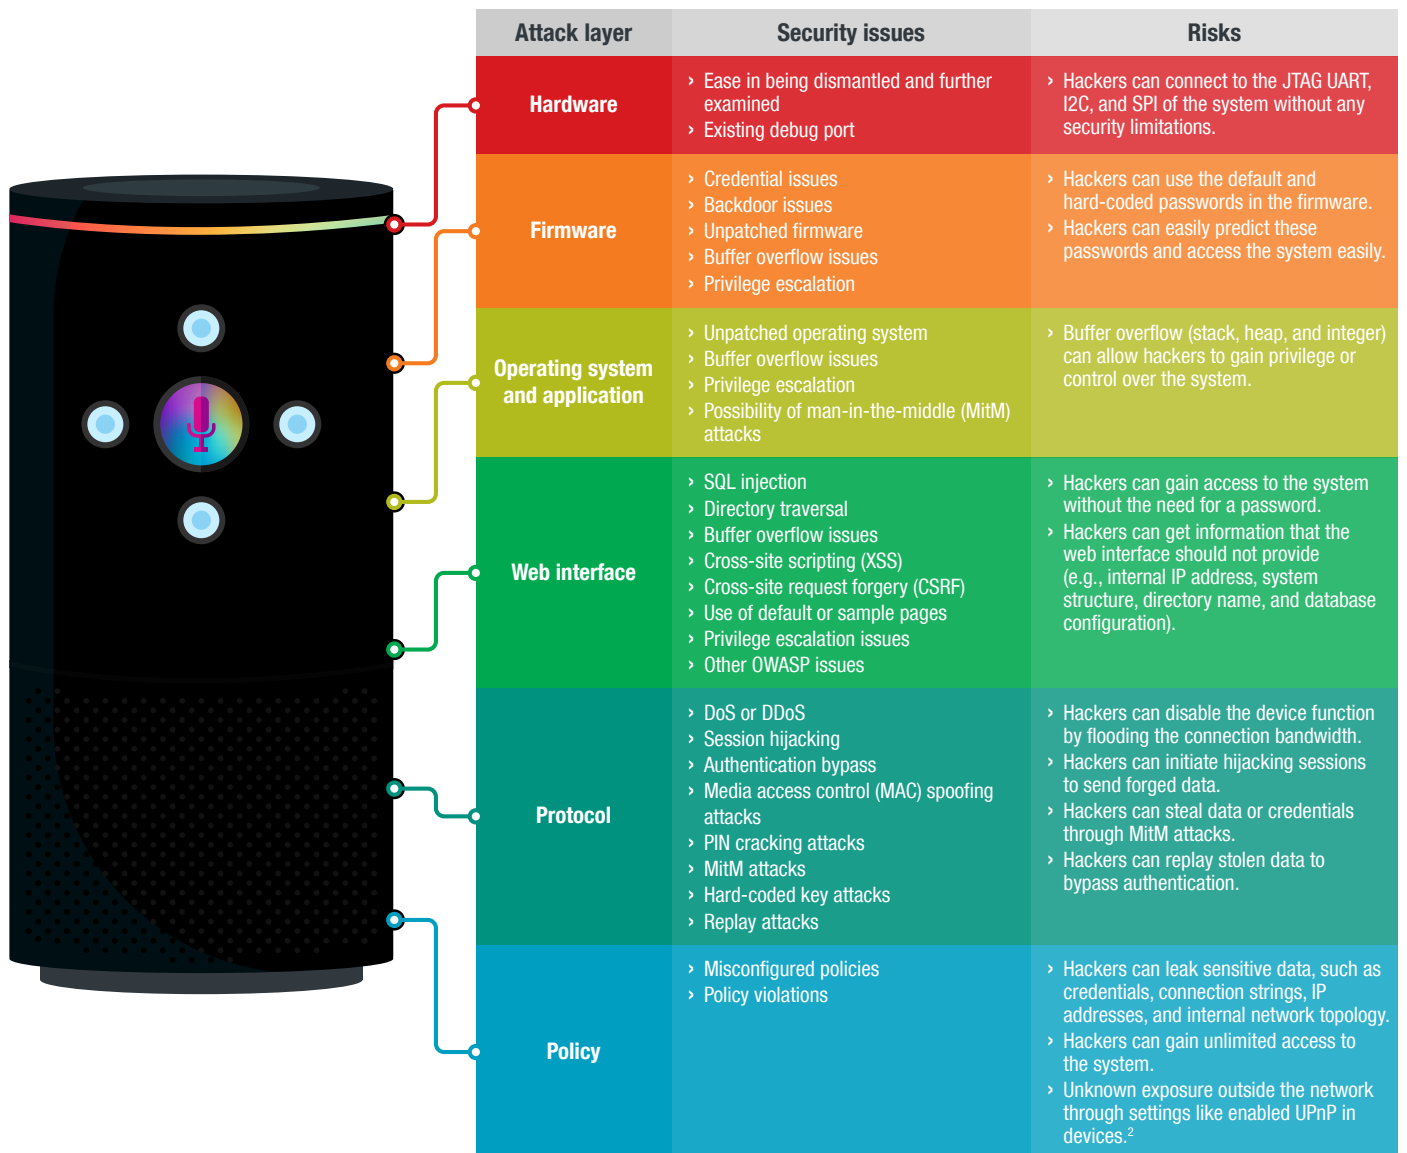 Attack layer
Security issues
Risks
Hardware
› Ease in being dismantled and further
examined
› Existing debug port
› Hackers can connect to the JTAG UART,
I2C, and SPI of the system without any
security limitations.
Firmware
› Credential issues
› Backdoor issues
› Unpatched firmware
› Buffer overflow issues
› Privilege escalation
› Hackers can use the default and
hard-coded passwords in the firmware.
› Hackers can easily predict these
passwords and access the system easily.
Operating system
and application
› Unpatched operating system
› Buffer overflow issues
› Privilege escalation
› Possibility of man-in-the-middle (MitM)
attacks
› Buffer overflow (stack, heap, and integer)
can allow hackers to gain privilege or
control over the system.
Web interface
› SQL injection
› Directory traversal
› Buffer overflow issues
› Cross-site scripting (XSS)
› Cross-site request forgery (CSRF)
› Use of default or sample pages
› Privilege escalation issues
› Other OWASP issues
› Hackers can gain access to the system
without the need for a password.
› Hackers can get information that the
web interface should not provide
(e.g., internal IP address, system
structure, directory name, and database
configuration).
Protocol
› DoS or DDoS
› Session hijacking
› Authentication bypass
› Media access control (MAC) spoofing
attacks
› PIN cracking attacks
› MitM attacks
› Hard-coded key attacks
› Replay attacks
› Hackers can disable the device function
by flooding the connection bandwidth.
› Hackers can initiate hijacking sessions
to send forged data.
› Hackers can steal data or credentials
through MitM attacks.
› Hackers can replay stolen data to
bypass authentication.
Policy
› Misconfigured policies
› Policy violations
› Hackers can leak sensitive data, such as
credentials, connection strings, IP
addresses, and internal network topology.
› Hackers can gain unlimited access to
the system.
› Unknown exposure outside the network
through settings like enabled UPnP in
devices.²